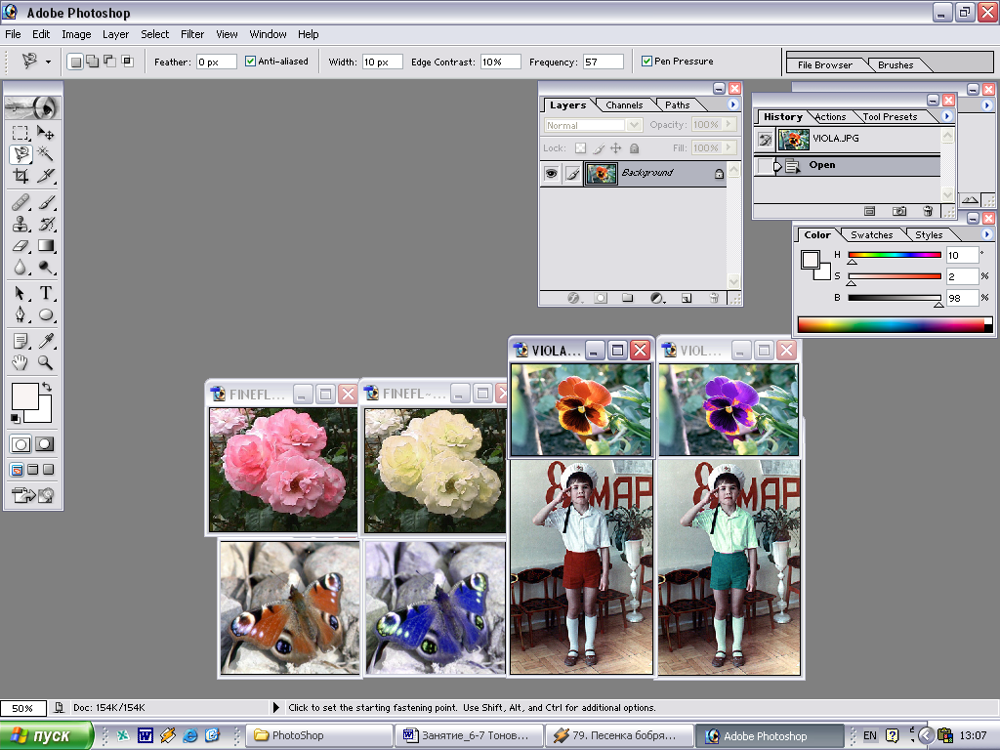 Adobe Photoshop
File Edit Image Layer Select Filter View Window Help
Feather: 0 px Anti-aliased Width: 10 px Edge Contrast: 10% Frequency: 57 Pen Pressure File Browser Brushes
Layers Channels Paths
Normal Opacity: 100%
Lock: Fill: 100%
Background
History Actions Tool Presets
VIOLA.JPG
Open
Color Swatches Styles
H 10 °
S 2 %
B 98 %
FINEFL...
FINEFL~...
VIOLA...
VIOL...
8 МАР
МАР
50% Doc: 154K/154K Click to set the starting fastening point. Use Shift, Alt, and Ctrl for additional options.
пуск PhotoShop Занятие_6-7 Тонов... 79. Песенка бобря... Adobe Photoshop EN 13:07